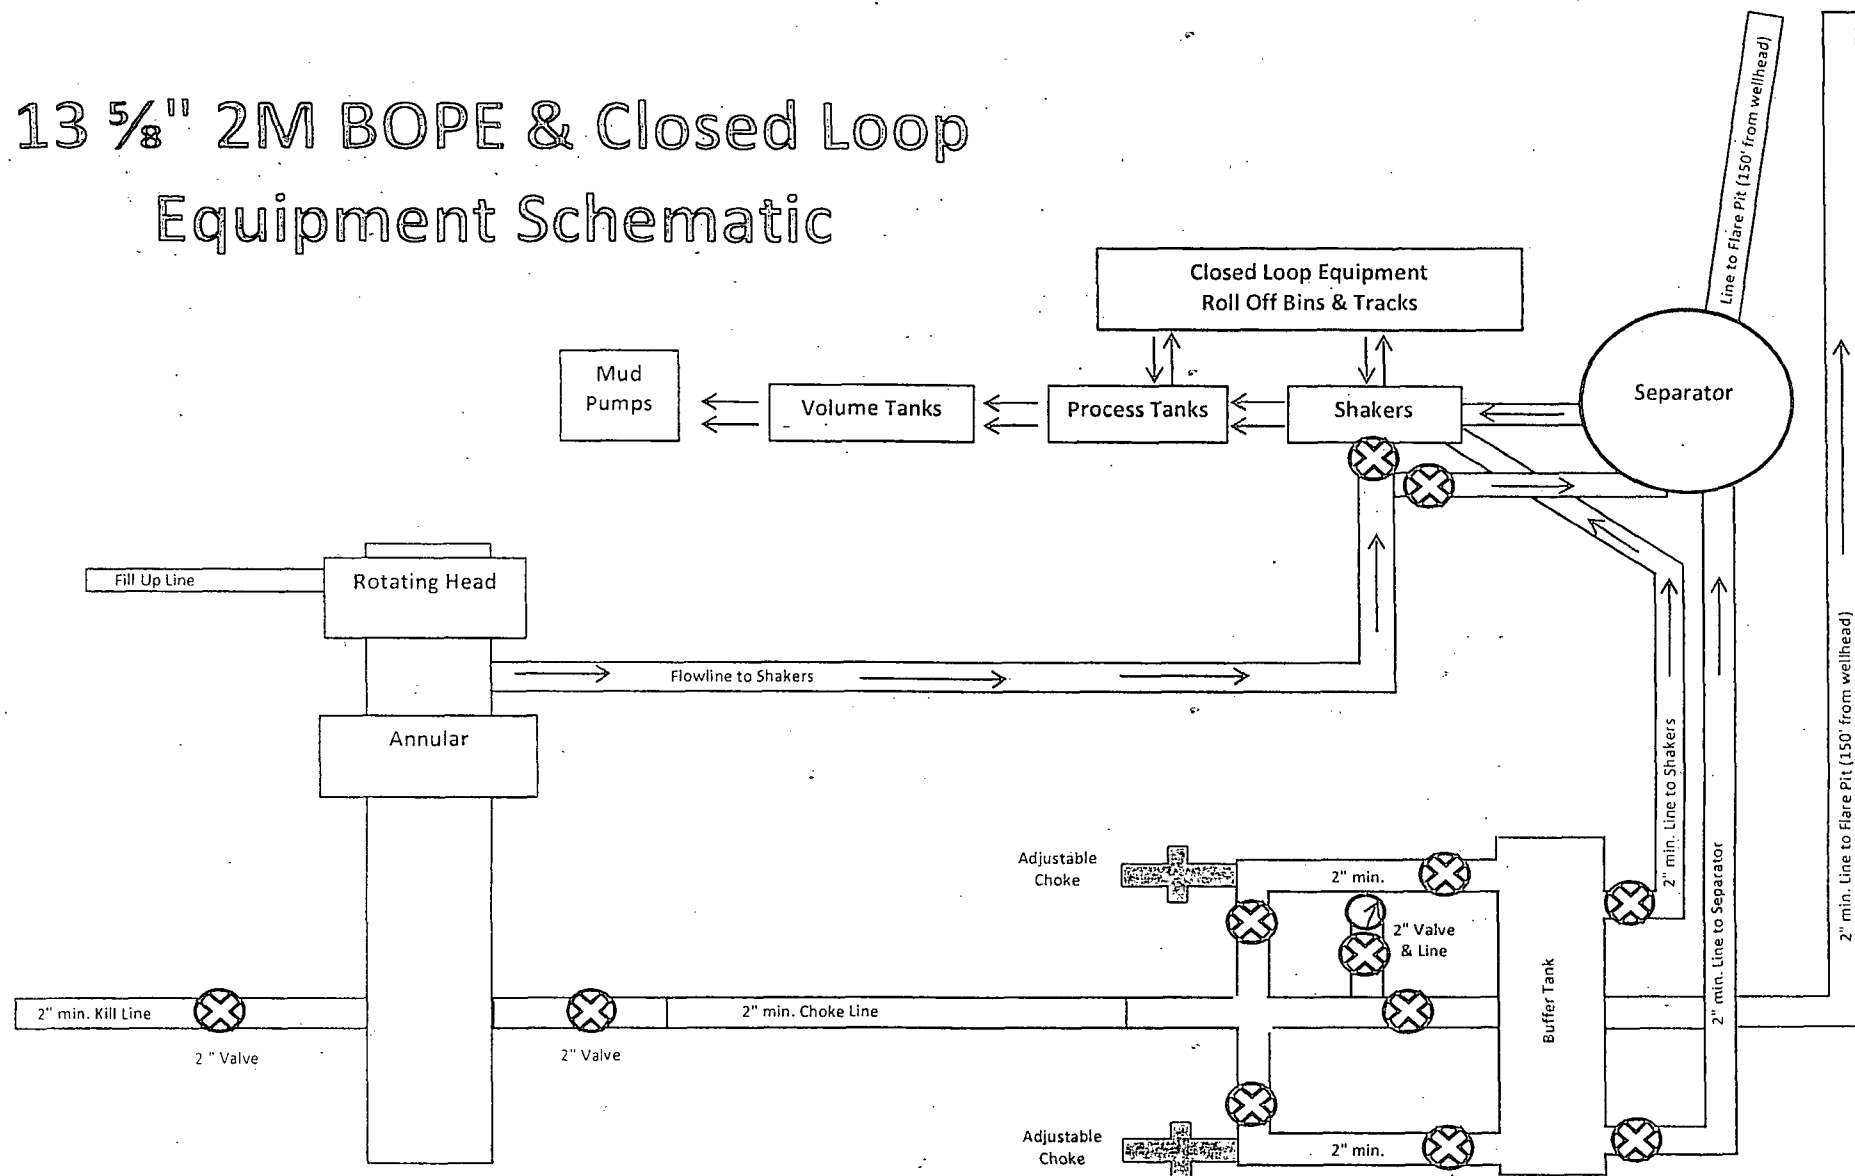 13 ⅝" 2M BOPE & Closed Loop
Equipment Schematic
Line to Flare Pit (150' from wellhead)
Closed Loop Equipment
Roll Off Bins & Tracks
Mud
Pumps
Volume Tanks
Process Tanks
Shakers
Separator
Fill Up Line
Rotating Head
Flowline to Shakers
Annular
2" min. Line to Shakers
2" min. Line to Separator
2" min. Line to Flare Pit (150' from wellhead)
Adjustable
Choke
2" min.
2" Valve
& Line
Buffer Tank
2" min. Kill Line
2" min. Choke Line
2" Valve
2" Valve
Adjustable
Choke
2" min.